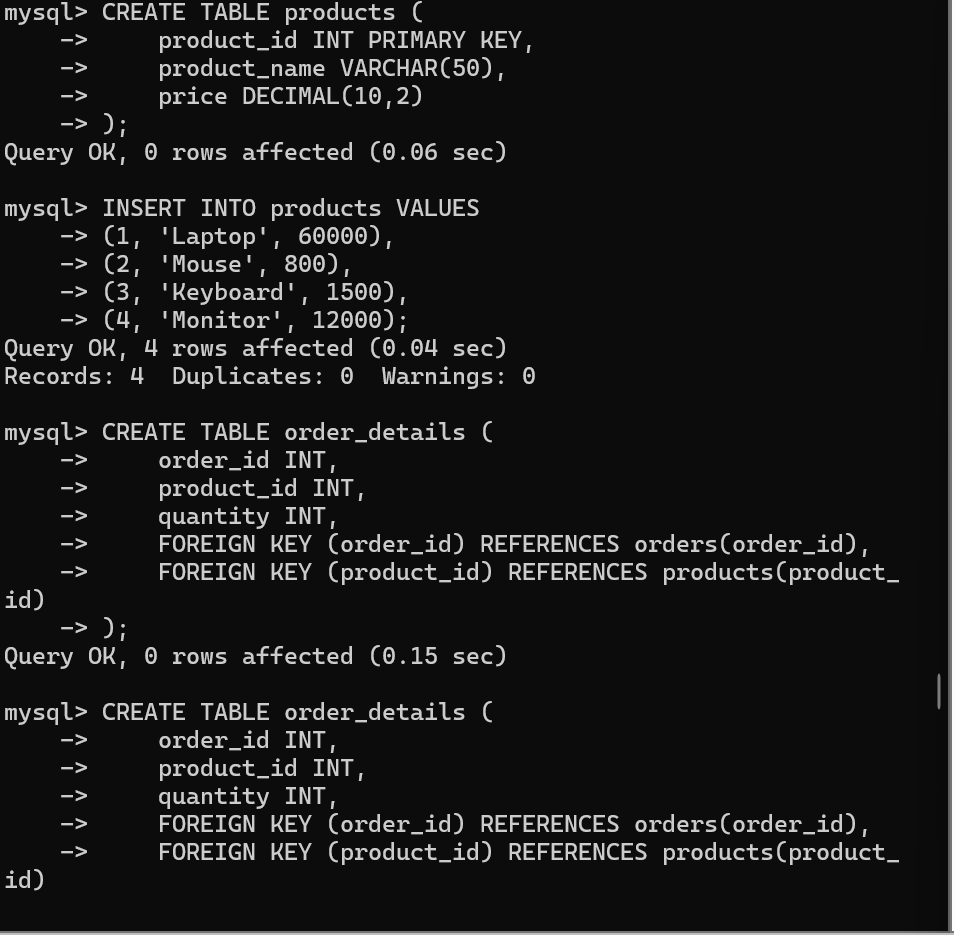 mysql> CREATE TABLE products (
    ->     product_id INT PRIMARY KEY,
    ->     product_name VARCHAR(50),
    ->     price DECIMAL(10,2)
    -> );
Query OK, 0 rows affected (0.06 sec)

mysql> INSERT INTO products VALUES
    -> (1, 'Laptop', 60000),
    -> (2, 'Mouse', 800),
    -> (3, 'Keyboard', 1500),
    -> (4, 'Monitor', 12000);
Query OK, 4 rows affected (0.04 sec)
Records: 4  Duplicates: 0  Warnings: 0

mysql> CREATE TABLE order_details (
    ->     order_id INT,
    ->     product_id INT,
    ->     quantity INT,
    ->     FOREIGN KEY (order_id) REFERENCES orders(order_id),
    ->     FOREIGN KEY (product_id) REFERENCES products(product_
id)
    -> );
Query OK, 0 rows affected (0.15 sec)

mysql> CREATE TABLE order_details (
    ->     order_id INT,
    ->     product_id INT,
    ->     quantity INT,
    ->     FOREIGN KEY (order_id) REFERENCES orders(order_id),
    ->     FOREIGN KEY (product_id) REFERENCES products(product_
id)